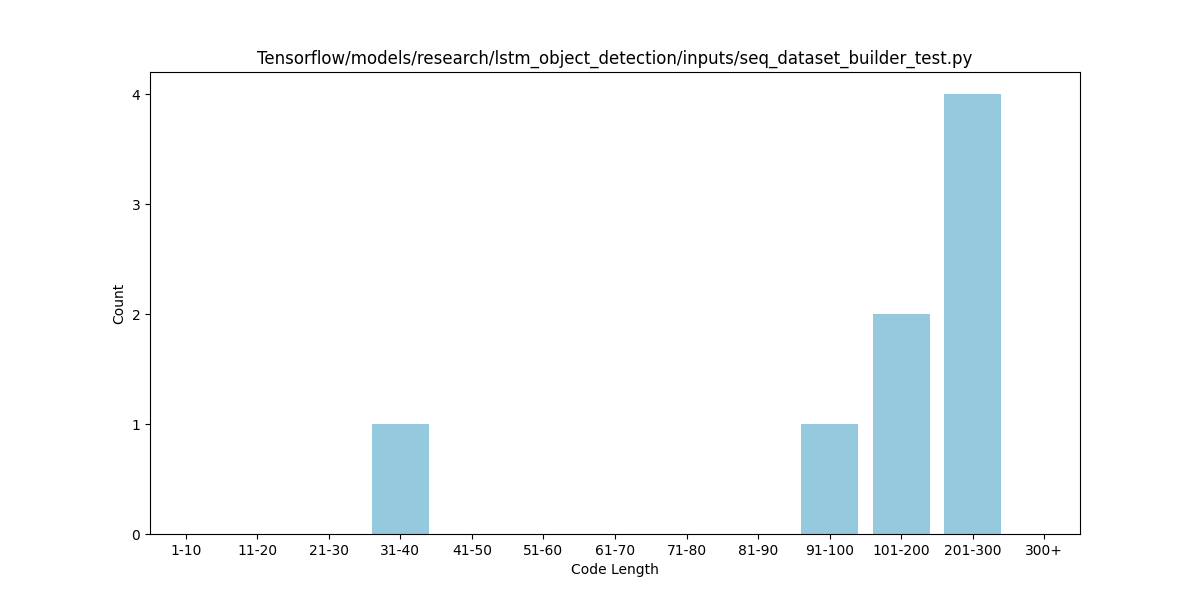 Tensorflow/models/research/lstm_object_detection/inputs/seq_dataset_builder_test.py
4
3
2
1
0
Count
1-10 11-20 21-30 31-40 41-50 51-60 61-70 71-80 81-90 91-100 101-200 201-300 300+
Code Length